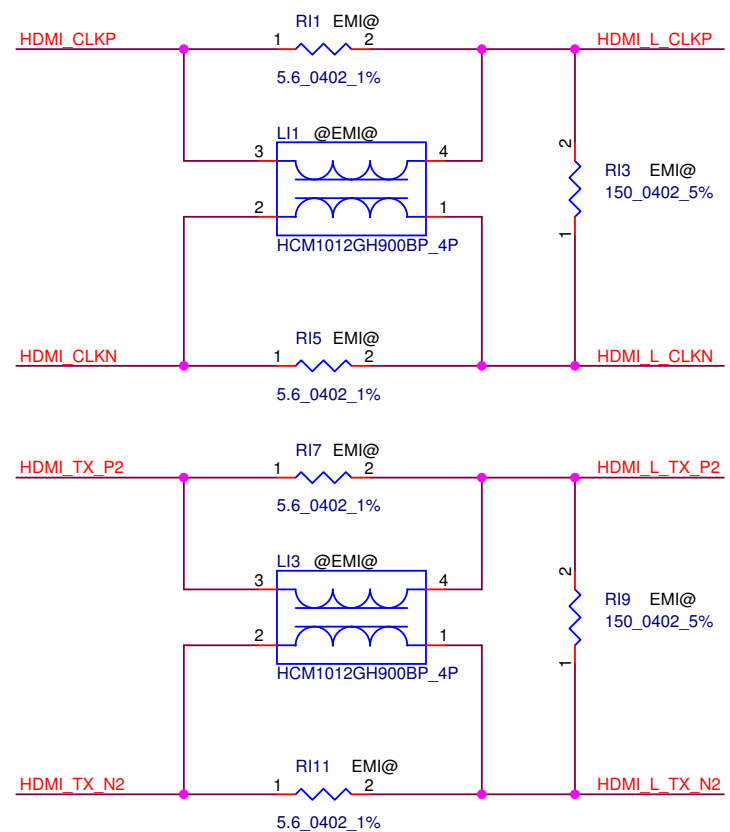 RI1 EMI@
HDMI_CLKP 1 2 HDMI_L_CLKP
5.6_0402_1%
LI1 @EMI@
3 4
2
RI3 EMI@
150_0402_5%
2 1
1
HCM1012GH900BP_4P
RI5 EMI@
HDMI_CLKN 1 2 HDMI_L_CLKN
5.6_0402_1%
RI7 EMI@
HDMI_TX_P2 1 2 HDMI_L_TX_P2
5.6_0402_1%
LI3 @EMI@
3 4
2
RI9 EMI@
150_0402_5%
2 1
1
HCM1012GH900BP_4P
RI11 EMI@
HDMI_TX_N2 1 2 HDMI_L_TX_N2
5.6_0402_1%